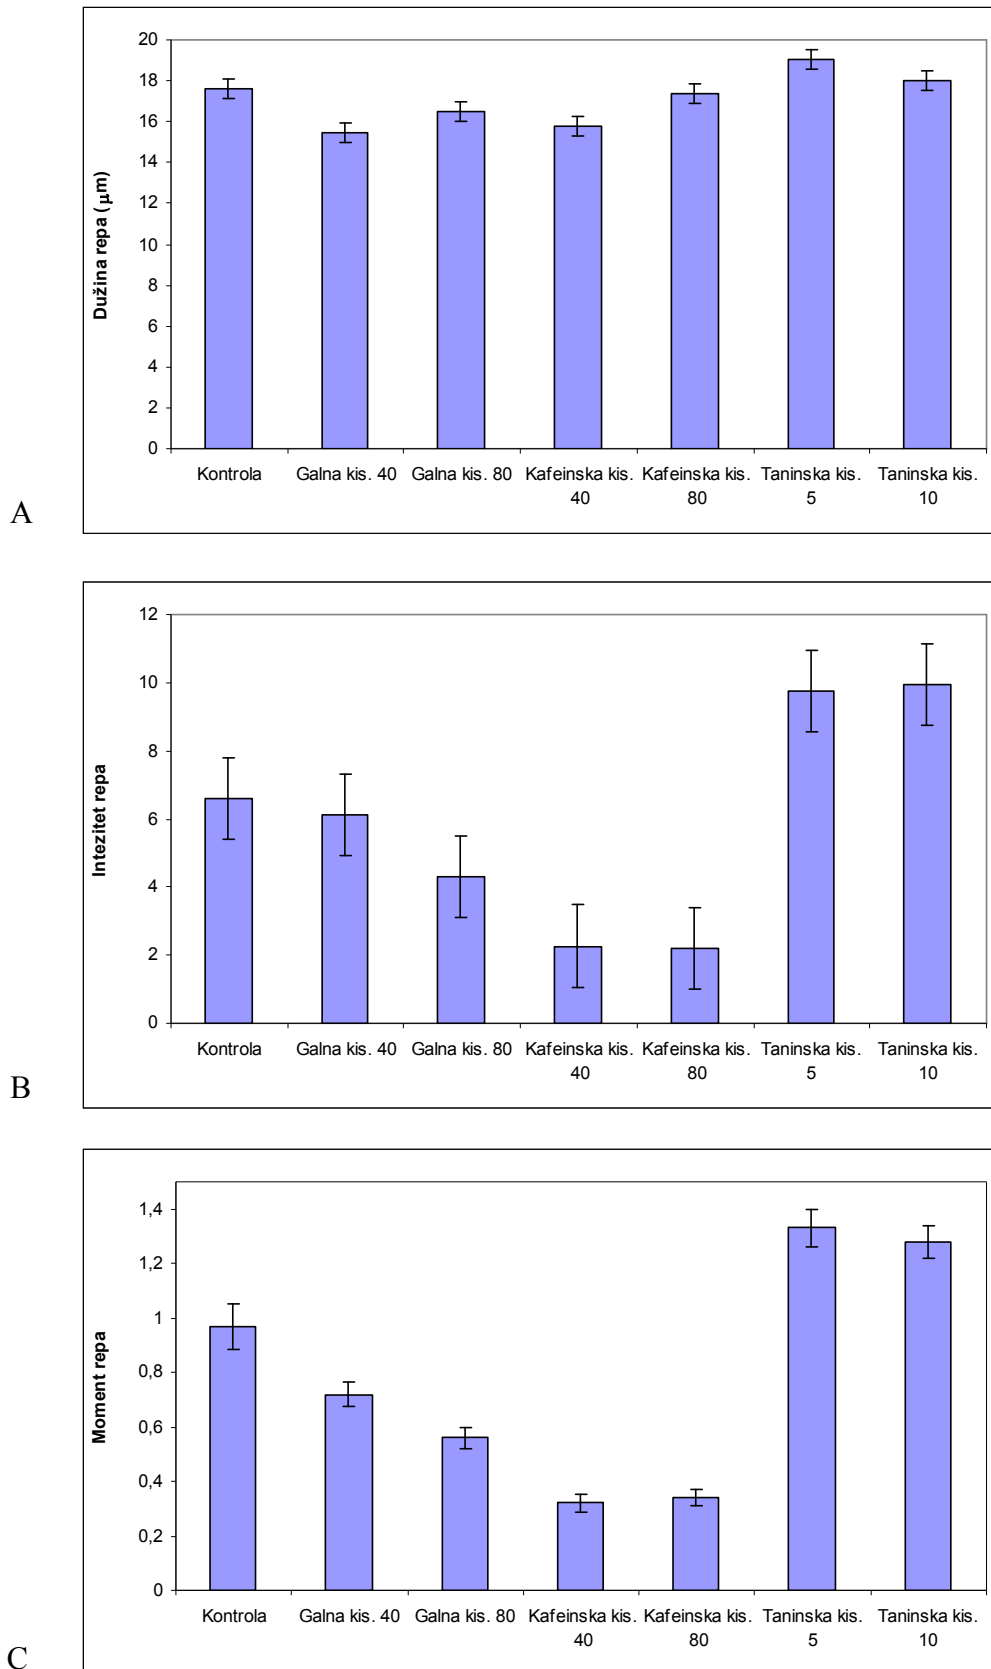 20
18
16
14
12
10
8
6
4
2
0
Dužina repa (μm)
Kontrola Galna kis. 40 Galna kis. 80 Kafeinska kis. Kafeinska kis. Taninska kis. Taninska kis.
40 80 5 10
A
12
10
8
6
4
2
0
Intezitet repa
Kontrola Galna kis. 40 Galna kis. 80 Kafeinska kis. Kafeinska kis. Taninska kis. Taninska kis.
40 80 5 10
B
1,4
1,2
1
0,8
0,6
0,4
0,2
0
Moment repa
Kontrola Galna kis. 40 Galna kis. 80 Kafeinska kis. Kafeinska kis. Taninska kis. Taninska kis.
40 80 5 10
C